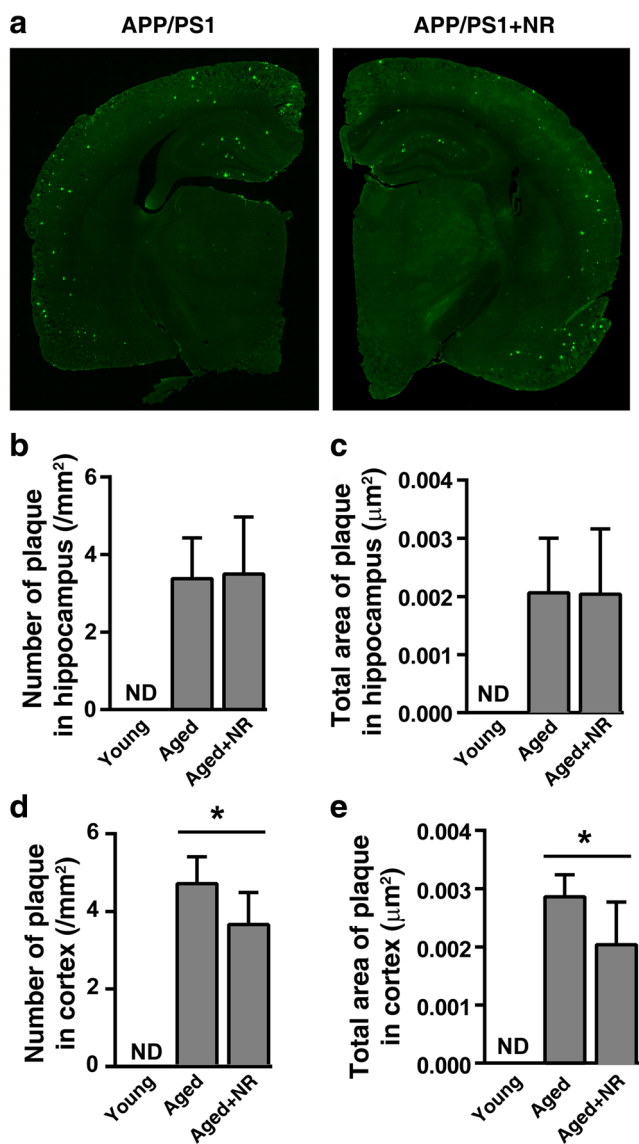 a
APP/PS1
APP/PS1+NR
b
Number of plaque
in hippocampus (/mm²)
6
4
2
0
ND
Young
Aged
Aged+NR
c
Total area of plaque
in hippocampus (μm²)
0.004
0.003
0.002
0.001
0.000
ND
Young
Aged
Aged+NR
d
Number of plaque
in cortex (/mm²)
6
4
2
0
*
ND
Young
Aged
Aged+NR
e
Total area of plaque
in cortex (μm²)
0.004
0.003
0.002
0.001
0.000
*
ND
Young
Aged
Aged+NR